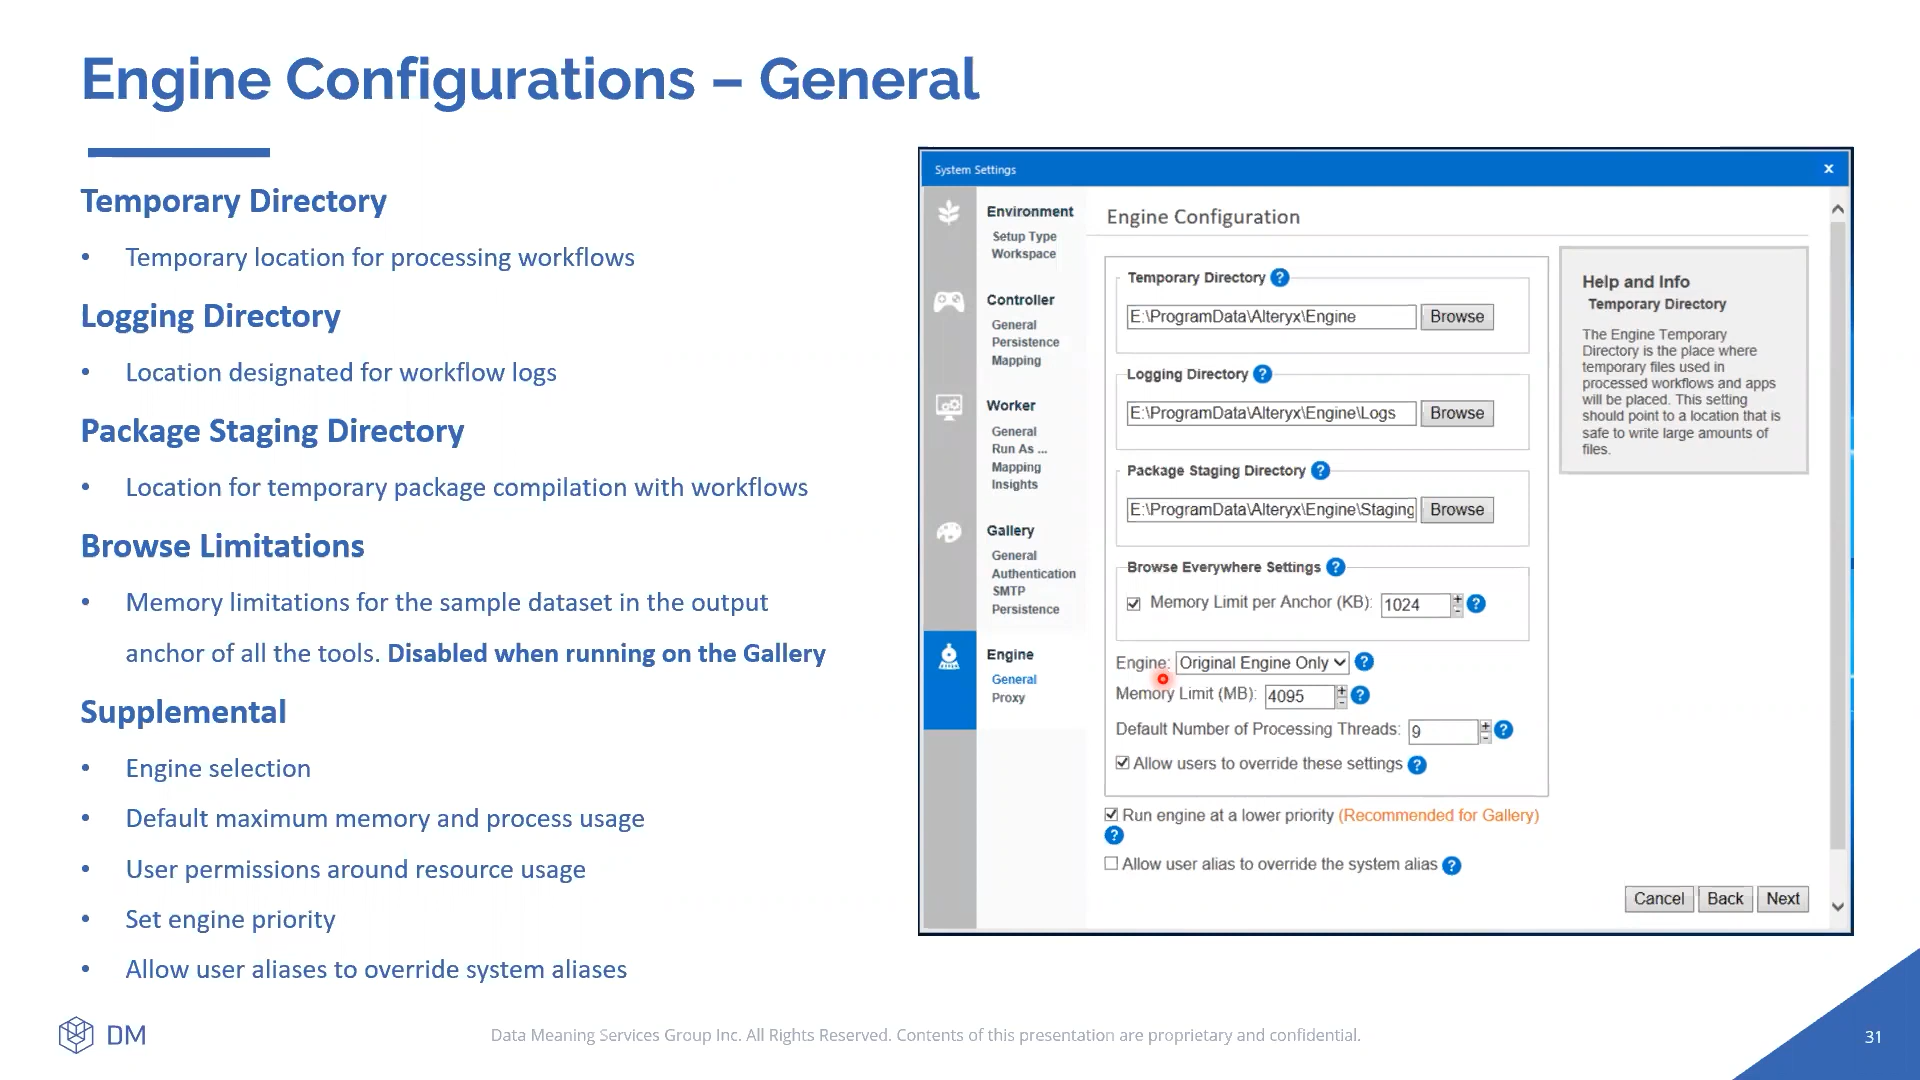 Engine Configurations – General
Temporary Directory
• Temporary location for processing workflows
Logging Directory
• Location designated for workflow logs
Package Staging Directory
• Location for temporary package compilation with workflows
Browse Limitations
• Memory limitations for the sample dataset in the output
anchor of all the tools. Disabled when running on the Gallery
Supplemental
• Engine selection
• Default maximum memory and process usage
• User permissions around resource usage
• Set engine priority
• Allow user aliases to override system aliases
System Settings x
Environment
Setup Type
Workspace
Controller
General
Persistence
Mapping
Worker
General
Run As ...
Mapping
Insights
Gallery
General
Authentication
SMTP
Persistence
Engine
General
Proxy
Engine Configuration
Temporary Directory ?
E:\ProgramData\Alteryx\Engine Browse
Logging Directory ?
E:\ProgramData\Alteryx\Engine\Logs Browse
Package Staging Directory ?
E:\ProgramData\Alteryx\Engine\Staging Browse
Browse Everywhere Settings ?
Memory Limit per Anchor (KB): 1024 + - ?
Engine: Original Engine Only ?
Memory Limit (MB): 4095 + - ?
Default Number of Processing Threads: 9 + - ?
Allow users to override these settings ?
Run engine at a lower priority (Recommended for Gallery)
?
Allow user alias to override the system alias ?
Help and Info
Temporary Directory
The Engine Temporary
Directory is the place where
temporary files used in
processed workflows and apps
will be placed. This setting
should point to a location that is
safe to write large amounts of
files.
Cancel Back Next
DM
Data Meaning Services Group Inc. All Rights Reserved. Contents of this presentation are proprietary and confidential.
31